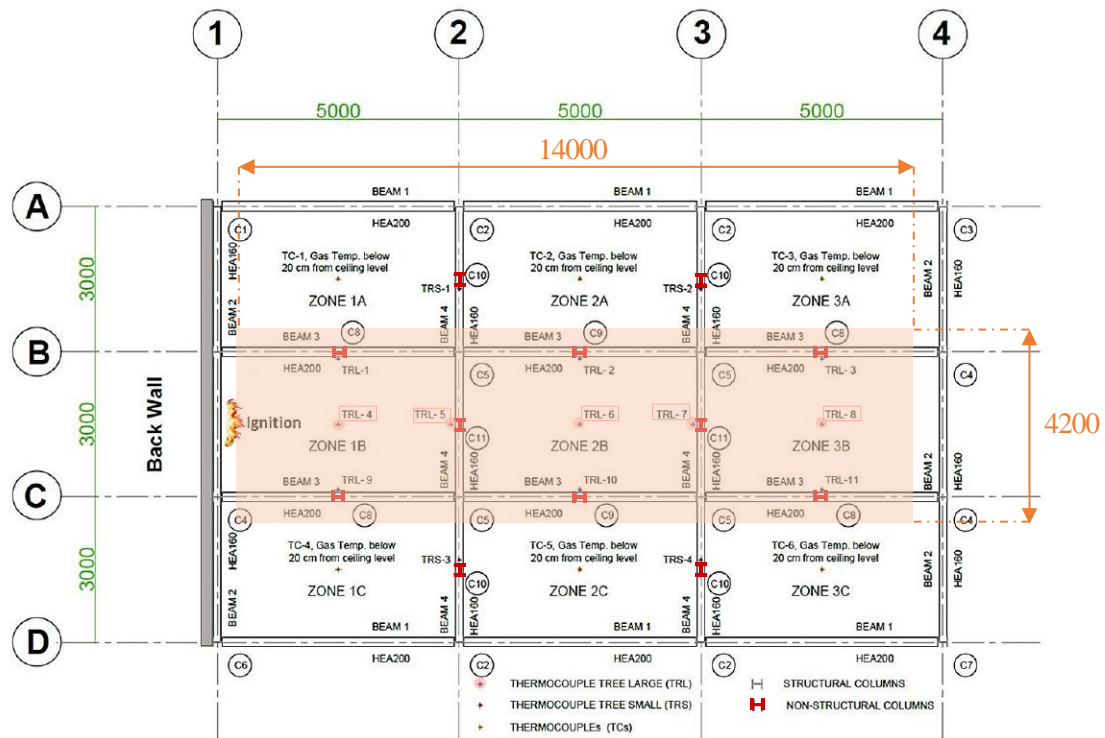 1 2 3 4
5000 5000 5000
14000
BEAM 1 BEAM 1 BEAM 1
A
HEA200 HEA200 HEA200
C1 C2 C2 C3
HEA160 BEAM 2 HEA160
TC-1, Gas Temp. below
20 cm from ceiling level
TC-2, Gas Temp. below
20 cm from ceiling level
TC-3, Gas Temp. below
20 cm from ceiling level
C10 C10
3000
TRS-1 TRS-2
ZONE 1A ZONE 2A ZONE 3A
BEAM 2 BEAM 4 HEA160 BEAM 4 HEA160
BEAM 3 C8 BEAM 3 C9 BEAM 3 C8
B
HEA200 TRL-1 HEA200 TRL- 2 HEA200 TRL- 3
C5 C5 C4
Back Wall
3000
Ignition
TRL- 4 TRL- 5 TRL- 6 TRL- 7 TRL- 8
4200
ZONE 1B C11 ZONE 2B C11 ZONE 3B
BEAM 4 HEA160 BEAM 4 HEA160 BEAM 2 HEA160
BEAM 3 TRL- 9 BEAM 3 TRL-10 BEAM 3 TRL-11
C
HEA200 C8 HEA200 C9 HEA200 C8
C4 C5 C5 C4
HEA160 BEAM 2 HEA160
TC-4, Gas Temp. below
20 cm from ceiling level
TC-5, Gas Temp. below
20 cm from ceiling level
TC-6, Gas Temp. below
20 cm from ceiling level
TRS-3 TRS-4
3000
C10 C10
ZONE 1C ZONE 2C ZONE 3C
BEAM 2 BEAM 4 HEA160 BEAM 4 HEA160
BEAM 1 BEAM 1 BEAM 1
D
HEA200 HEA200 HEA200
C6 C2 C2 C7
THERMOCOUPLE TREE LARGE (TRL)
THERMOCOUPLE TREE SMALL (TRS)
THERMOCOUPLEs (TCs)
STRUCTURAL COLUMNS
NON-STRUCTURAL COLUMNS